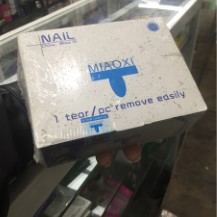 NAIL
MIAOXI
1 tear/pc remove easily